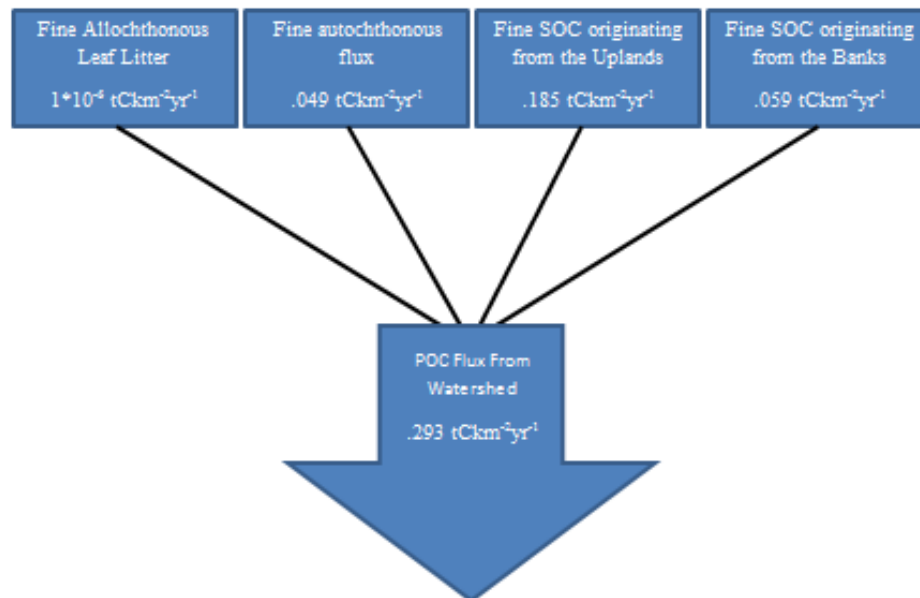 Fine Allochthonous
Leaf Litter
1*10⁻⁶ tCkm⁻²yr⁻¹
Fine autochthonous
flux
.049 tCkm⁻²yr⁻¹
Fine SOC originating
from the Uplands
.185 tCkm⁻²yr⁻¹
Fine SOC originating
from the Banks
.059 tCkm⁻²yr⁻¹
POC Flux From
Watershed
.293 tCkm⁻²yr⁻¹